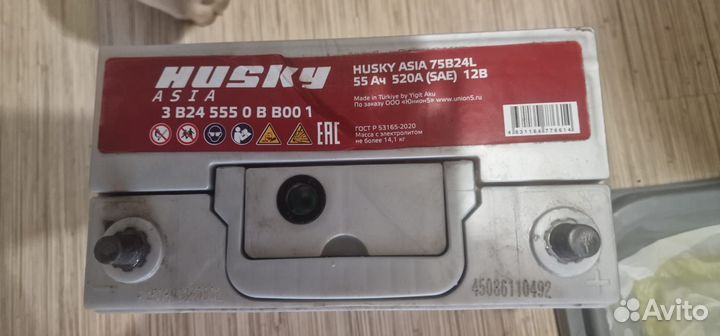 HUSKY
ASIA
3 B24 555 0 B B00 1
HUSKY ASIA 75B24L
55 Ач 520A (SAE) 12В
Made in Türkiye by Yigit Aku
По заказу ООО «Юнион5» www.union5.ru
ГОСТ Р 53165-2020
Масса с электролитом
не более 14,1 кг
EAC
45086110492
+
Avito